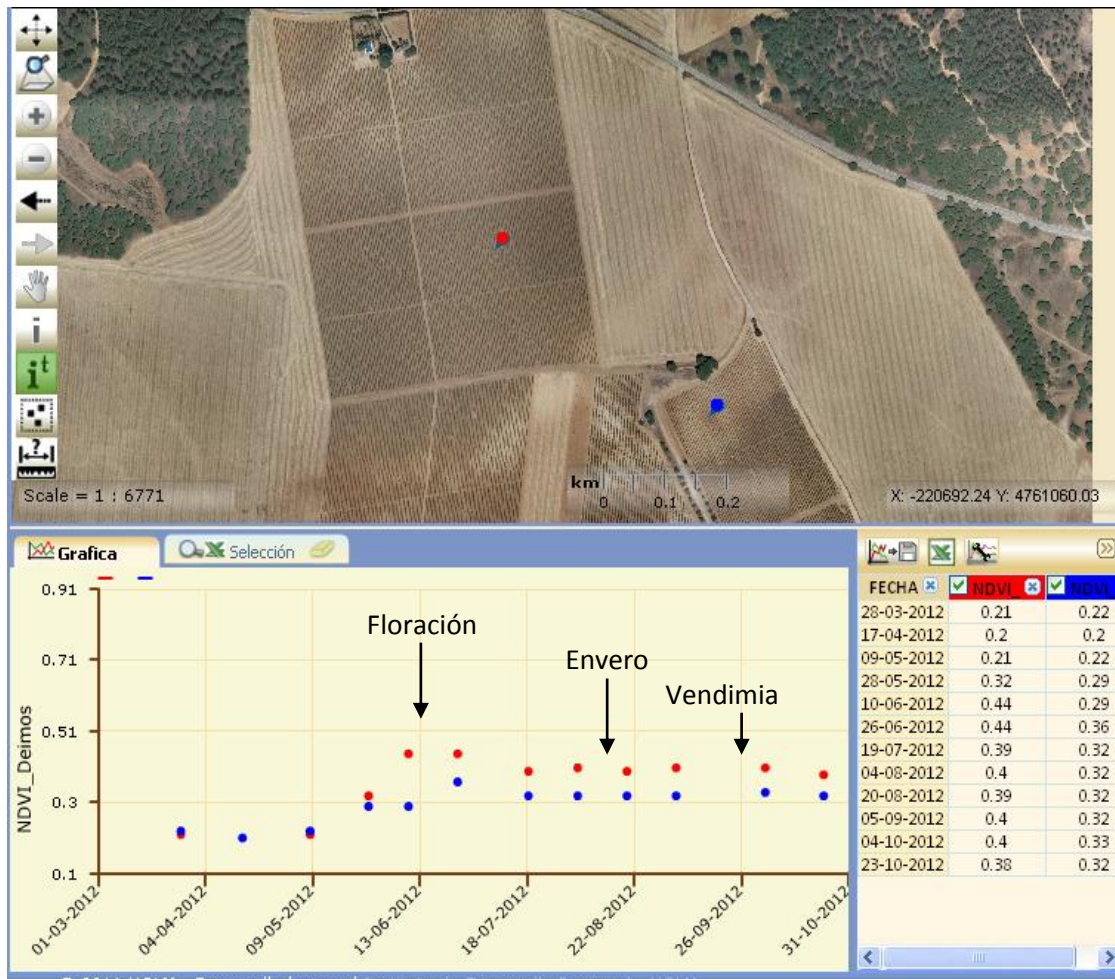 Scale = 1 : 6771
km
0 0.1 0.2
X: -220692.24 Y: 4761060.03
Grafica
Selección
NDVI_Deimos
0.91
0.71
0.51
0.3
0.1
Floración
Envero
Vendimia
01-03-2012
04-04-2012
09-05-2012
13-06-2012
18-07-2012
22-08-2012
26-09-2012
31-10-2012
FECHA NDVI_ NDVI_
28-03-2012 0.21 0.22
17-04-2012 0.2 0.2
09-05-2012 0.21 0.22
28-05-2012 0.32 0.29
10-06-2012 0.44 0.29
26-06-2012 0.44 0.36
19-07-2012 0.39 0.32
04-08-2012 0.4 0.32
20-08-2012 0.39 0.32
05-09-2012 0.4 0.32
04-10-2012 0.4 0.33
23-10-2012 0.38 0.32